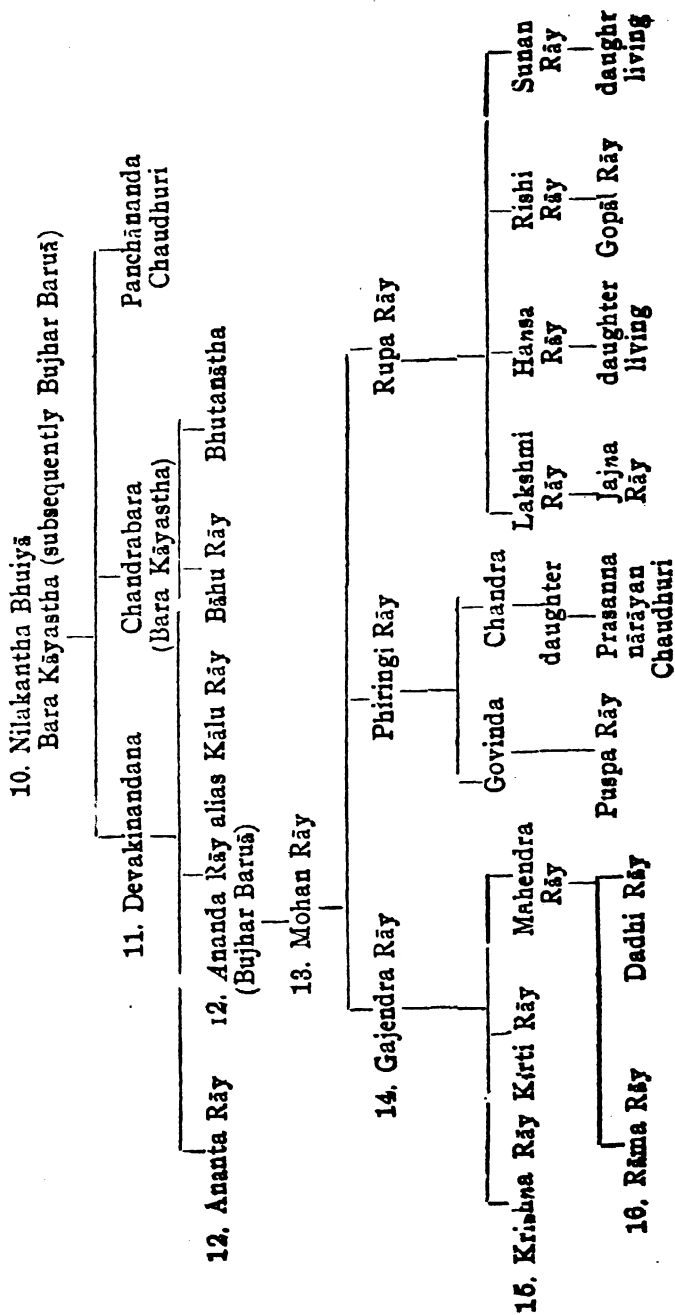 10. Nilakantha Bhuiyā
Bara Kāyastha (subsequently Bujhar Baruā)
11. Devakinandana
Chandrabara
(Bara Kāyastha)
Panchānanda
Chaudhuri
12. Ananta Rāy
12. Ananda Rāy alias Kālu Rāy
(Bujhar Baruā)
Bāhu Rāy
Bhutanātha
13. Mohan Rāy
14. Gajendra Rāy
Phiringi Rāy
Rupa Rāy
15. Krishna Rāy
Kirti Rāy
Mahendra
Rāy
Govinda
Chandra
Lakshmi
Rāy
Hansa
Rāy
Rishi
Rāy
Sunan
Rāy
16. Rāma Rāy
Dadhi Rāy
Puspa Rāy
daughter
Prasanna
nārāyan
Chaudhuri
Jajna
Rāy
daughter
living
Gopāl Rāy
daughr
living